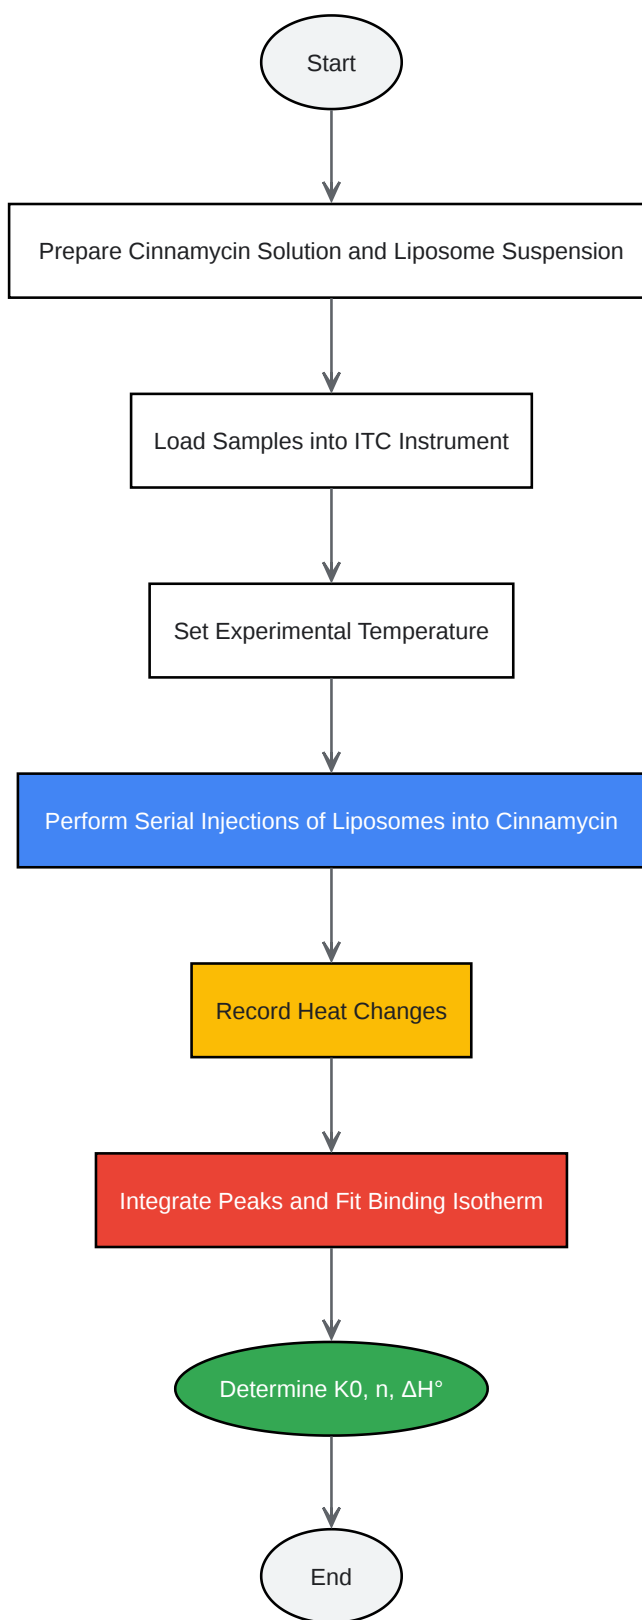 Start
Prepare Cinnamycin Solution and Liposome Suspension
Load Samples into ITC Instrument
Set Experimental Temperature
Perform Serial Injections of Liposomes into Cinnamycin
Record Heat Changes
Integrate Peaks and Fit Binding Isotherm
Determine K0, n, ΔH°
End